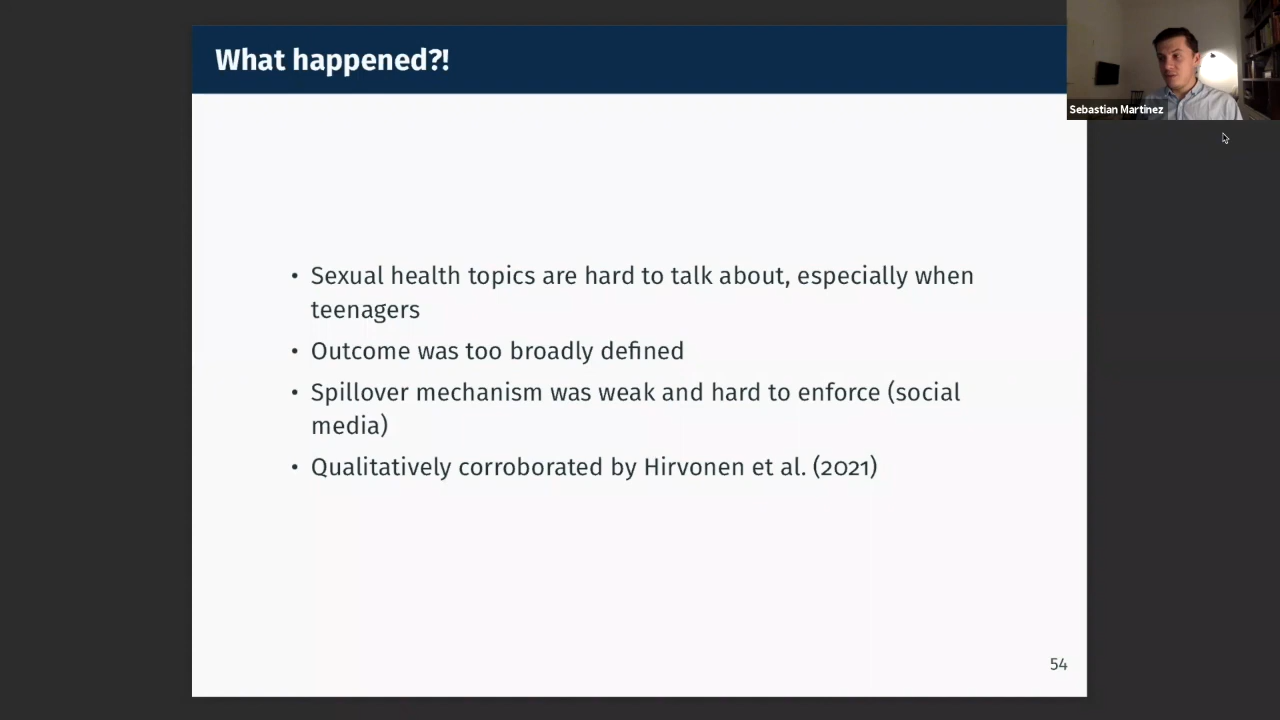 What happened?!
Sebastian Martinez
• Sexual health topics are hard to talk about, especially when
teenagers
• Outcome was too broadly defined
• Spillover mechanism was weak and hard to enforce (social
media)
• Qualitatively corroborated by Hirvonen et al. (2021)
54